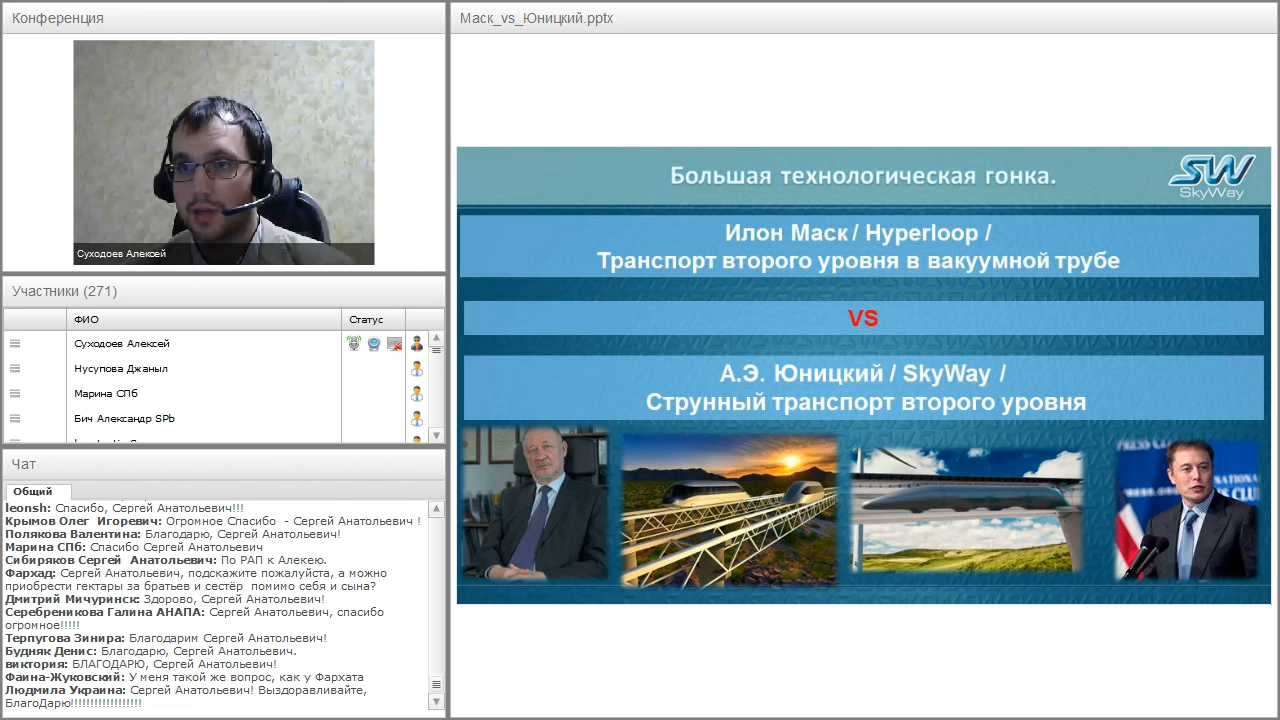 Конференция
Суходоев Алексей
Участники (271)
ФИО
Статус
Суходоев Алексей
Нусупова Джаныл
Марина СПб
Бич Александр SPb
Чат
Общий
leonsh: Спасибо, Сергей Анатольевич!!!
Крымов Олег Игоревич: Огромное Спасибо - Сергей Анатольевич !
Полякова Валентина: Благодарю, Сергей Анатольевич!
Марина СПб: Спасибо Сергей Анатольевич
Сибиряков Сергей Анатольевич: По РАП к Алекею.
Фархад: Сергей Анатольевич, подскажите пожалуйста, а можно
приобрести гектары за братьев и сестёр помимо себя и сына?
Дмитрий Мичуринск: Здорово, Сергей Анатольевич!
Серебреникова Галина АНАПА: Сергей Анатольевич, спасибо
огромное!!!!!
Терпугова Зинира: Благодарим Сергей Анатольевич!
Будняк Денис: Благодарю, Сергей Анатольевич.
виктория: БЛАГОДАРЮ, Сергей Анатольевич!
Фаина-Жуковский: У меня такой же вопрос, как у Фархата
Людмила Украина: Сергей Анатольевич! Выздоравливайте,
БлагоДарю!!!!!!!!!!!!!!!!!!
Маск_vs_Юницкий.pptx
Большая технологическая гонка.
SW
SkyWay
Илон Маск / Hyperloop /
Транспорт второго уровня в вакуумной трубе
VS
А.Э. Юницкий / SkyWay /
Струнный транспорт второго уровня